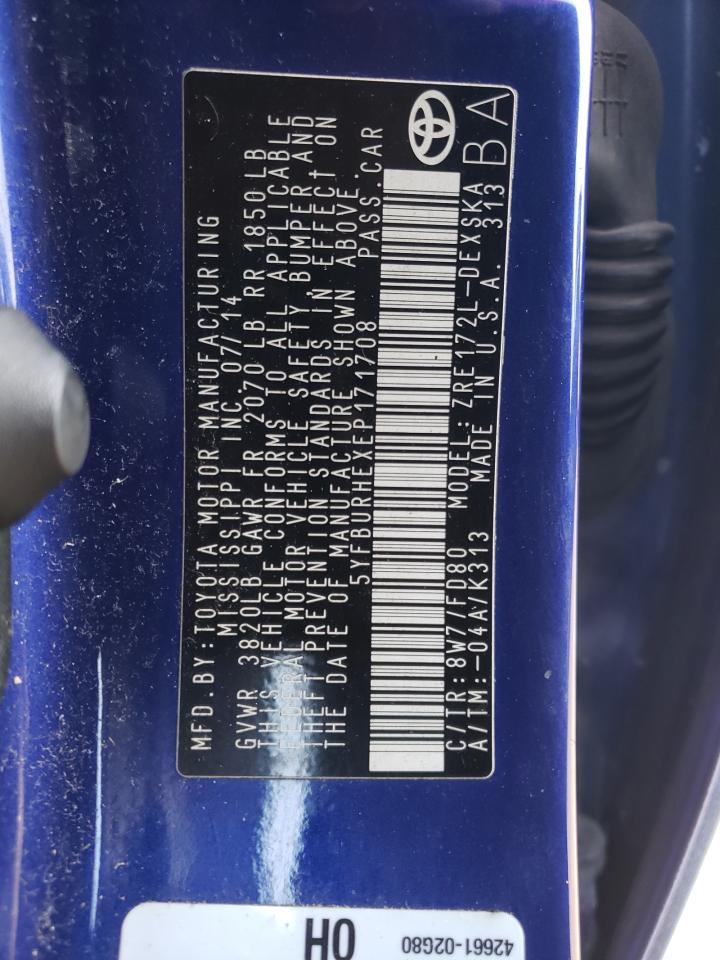 MFD.BY:TOYOTA MOTOR MANUFACTURING
MISSISSIPPI INC. 07/14
GVWR 3820LB GAWR FR 2070 LB RR 1850 LB
THIS VEHICLE CONFORMS TO ALL APPLICABLE
FEDERAL MOTOR VEHICLE SAFETY BUMPER AND
THEFT PREVENTION STANDARDS IN EFFECT ON
THE DATE OF MANUFACTURE SHOWN ABOVE.
5YFBURHEXEP171708 PASS.CAR
C/TR:8W7/FD80 MODEL:ZRE172L-DEXSKA
A/TM:-04A/K313 MADE IN U.S.A. 313
BA
OH
42661-02G80